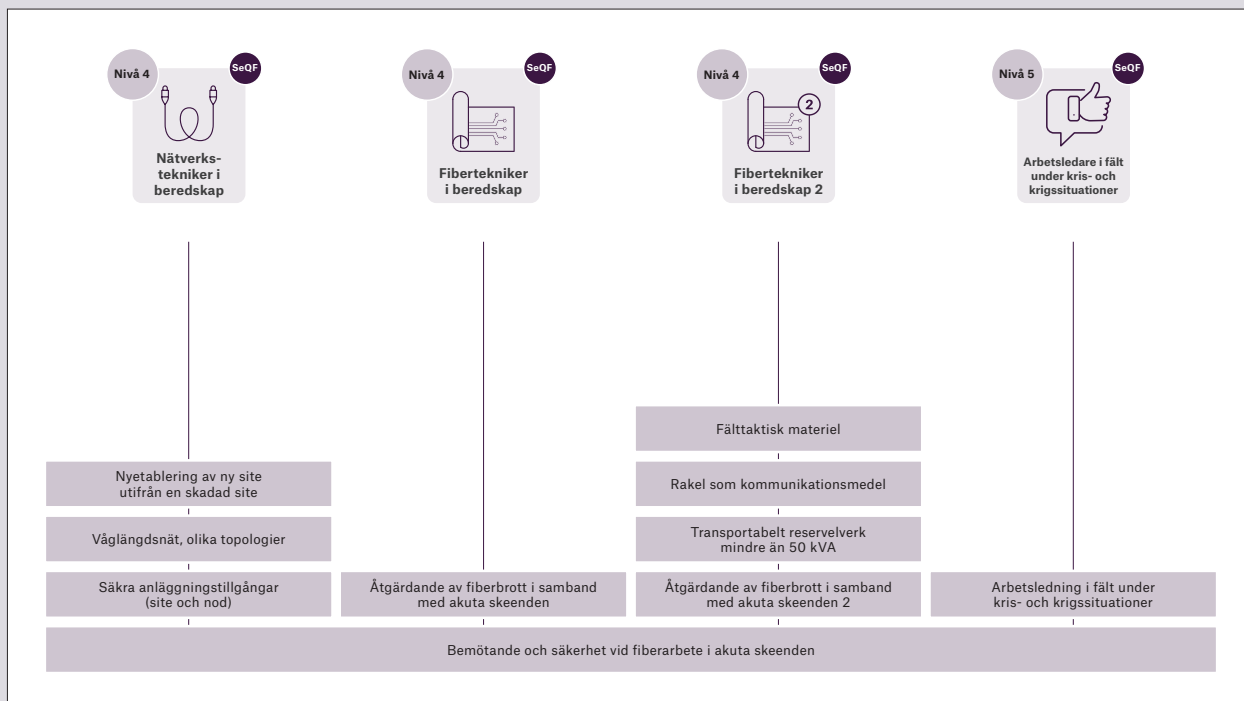 Nivå 4
SeQF
Nätverks-
tekniker i
beredskap
Nivå 4
SeQF
Fibertekniker
i beredskap
Nivå 4
SeQF
2
Fibertekniker
i beredskap 2
Nivå 5
SeQF
Arbetsledare i fält
under kris- och
krigssituationer
Nyetablering av ny site
utifrån en skadad site
Våglängdsnät, olika topologier
Säkra anläggningstillgångar
(site och nod)
Åtgärdande av fiberbrott i samband
med akuta skeenden
Fälttaktisk materiel
Rakel som kommunikationsmedel
Transportabelt reservelverk
mindre än 50 kVA
Åtgärdande av fiberbrott i samband
med akuta skeenden 2
Arbetsledning i fält under
kris- och krigssituationer
Bemötande och säkerhet vid fiberarbete i akuta skeenden